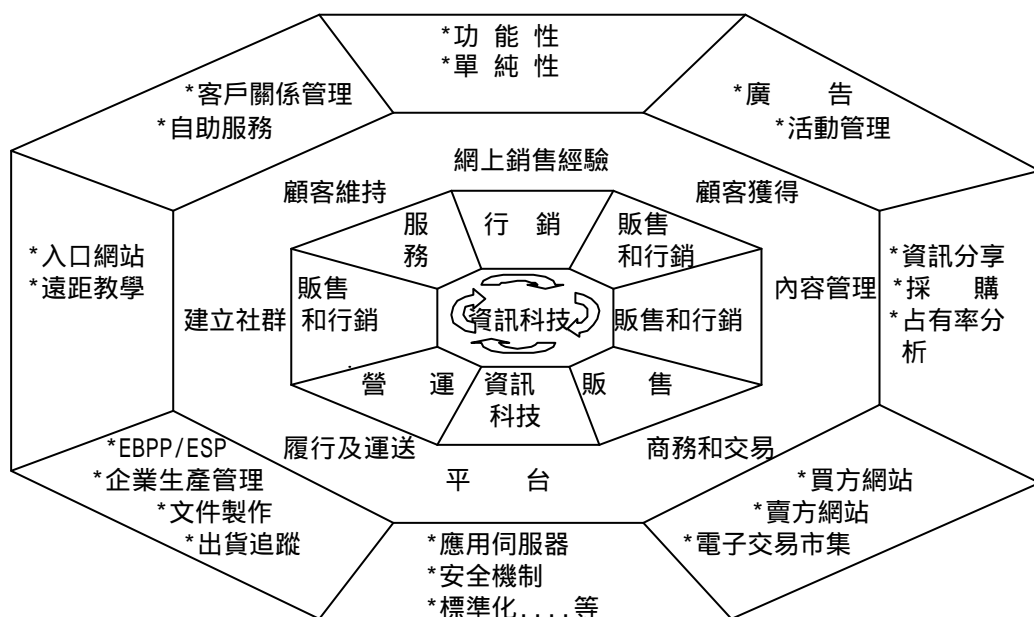 *功 能 性
*單 純 性
*客戶關係管理
*自助服務
*廣 告
*活動管理
網上銷售經驗
顧客維持
顧客獲得
服
務
行 銷
販售
和行銷
*入口網站
*遠距教學
建立社群
販售
和行銷
資訊科技
販售和行銷
內容管理
*資訊分享
*採 購
*占有率分
析
營 運
資訊
科技
販 售
履行及運送
平 台
商務和交易
*EBPP/ESP
*企業生產管理
*文件製作
*出貨追蹤
*應用伺服器
*安全機制
*標準化....等
*買方網站
*賣方網站
*電子交易市集